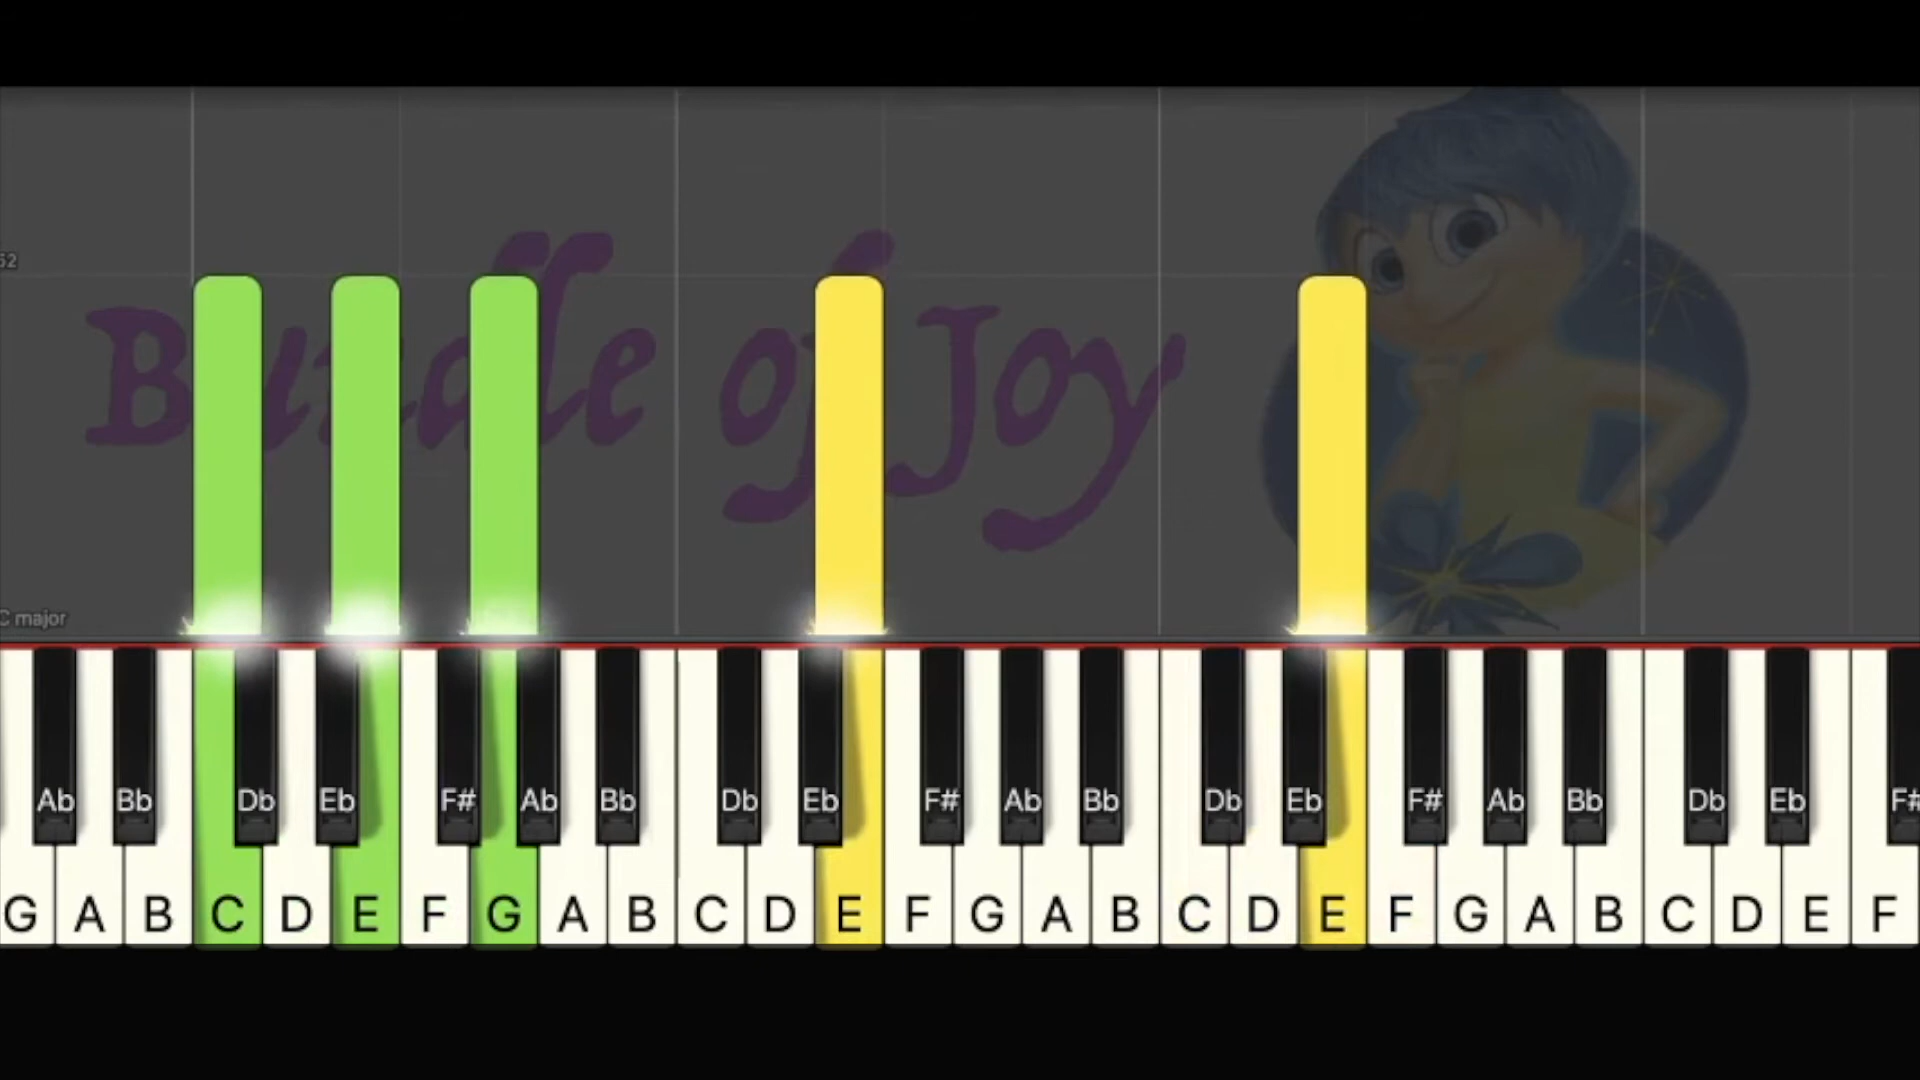 52
Bundle of Joy
C major
Ab Bb Db Eb F# Ab Bb Db Eb F# Ab Bb Db Eb F# Ab Bb Db Eb F#
G A B C D E F G A B C D E F G A B C D E F G A B C D E F